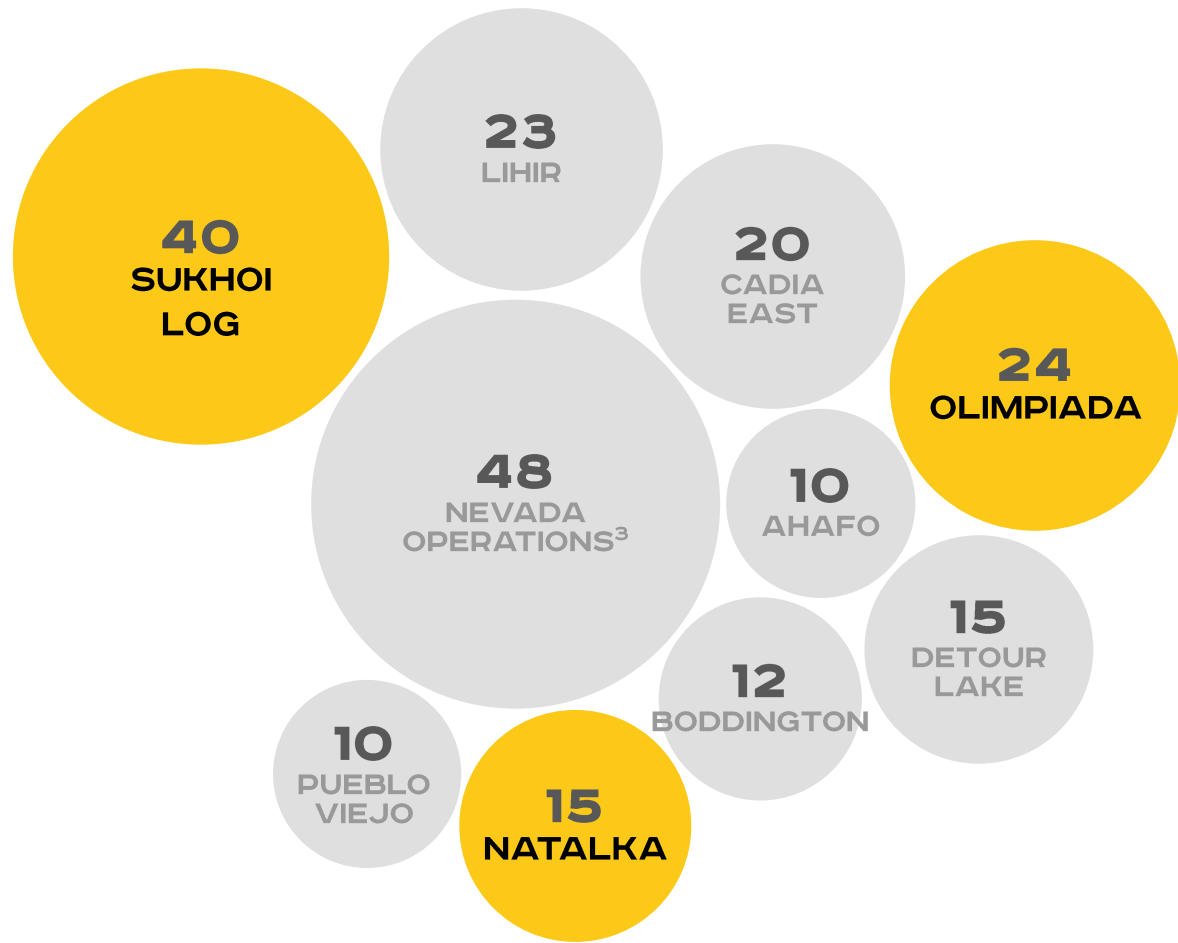 23
LIHIR
40
SUKHOI
LOG
20
CADIA
EAST
24
OLIMPIADA
48
NEVADA
OPERATIONS³
10
AHAFO
15
DETOUR
LAKE
12
BODDINGTON
10
PUEBLO
VIEJO
15
NATALKA